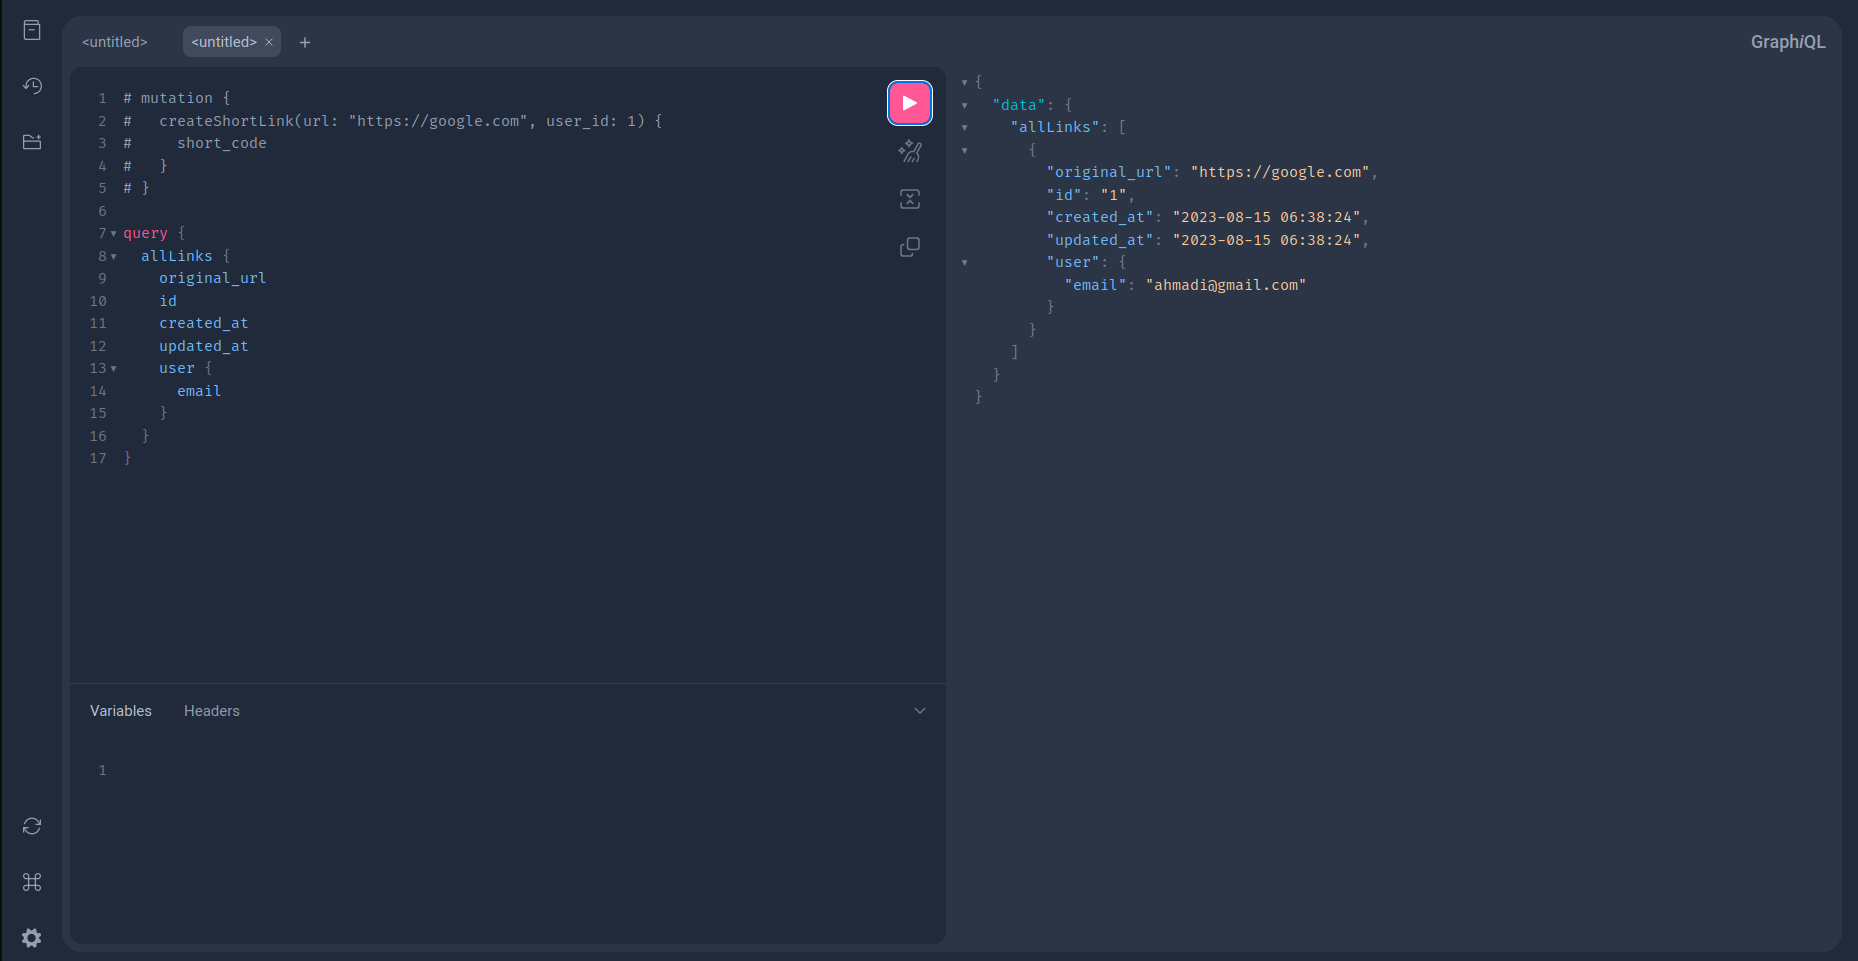 <untitled>
<untitled> × +
GraphiQL
1 # mutation {
2 #   createShortLink(url: "https://google.com", user_id: 1) {
3 #     short_code
4 #   }
5 # }
6
7 query {
8   allLinks {
9     original_url
10     id
11     created_at
12     updated_at
13     user {
14       email
15     }
16   }
17 }
Variables
Headers
1
{
  "data": {
    "allLinks": [
      {
        "original_url": "https://google.com",
        "id": "1",
        "created_at": "2023-08-15 06:38:24",
        "updated_at": "2023-08-15 06:38:24",
        "user": {
          "email": "ahmadi@gmail.com"
        }
      }
    ]
  }
}